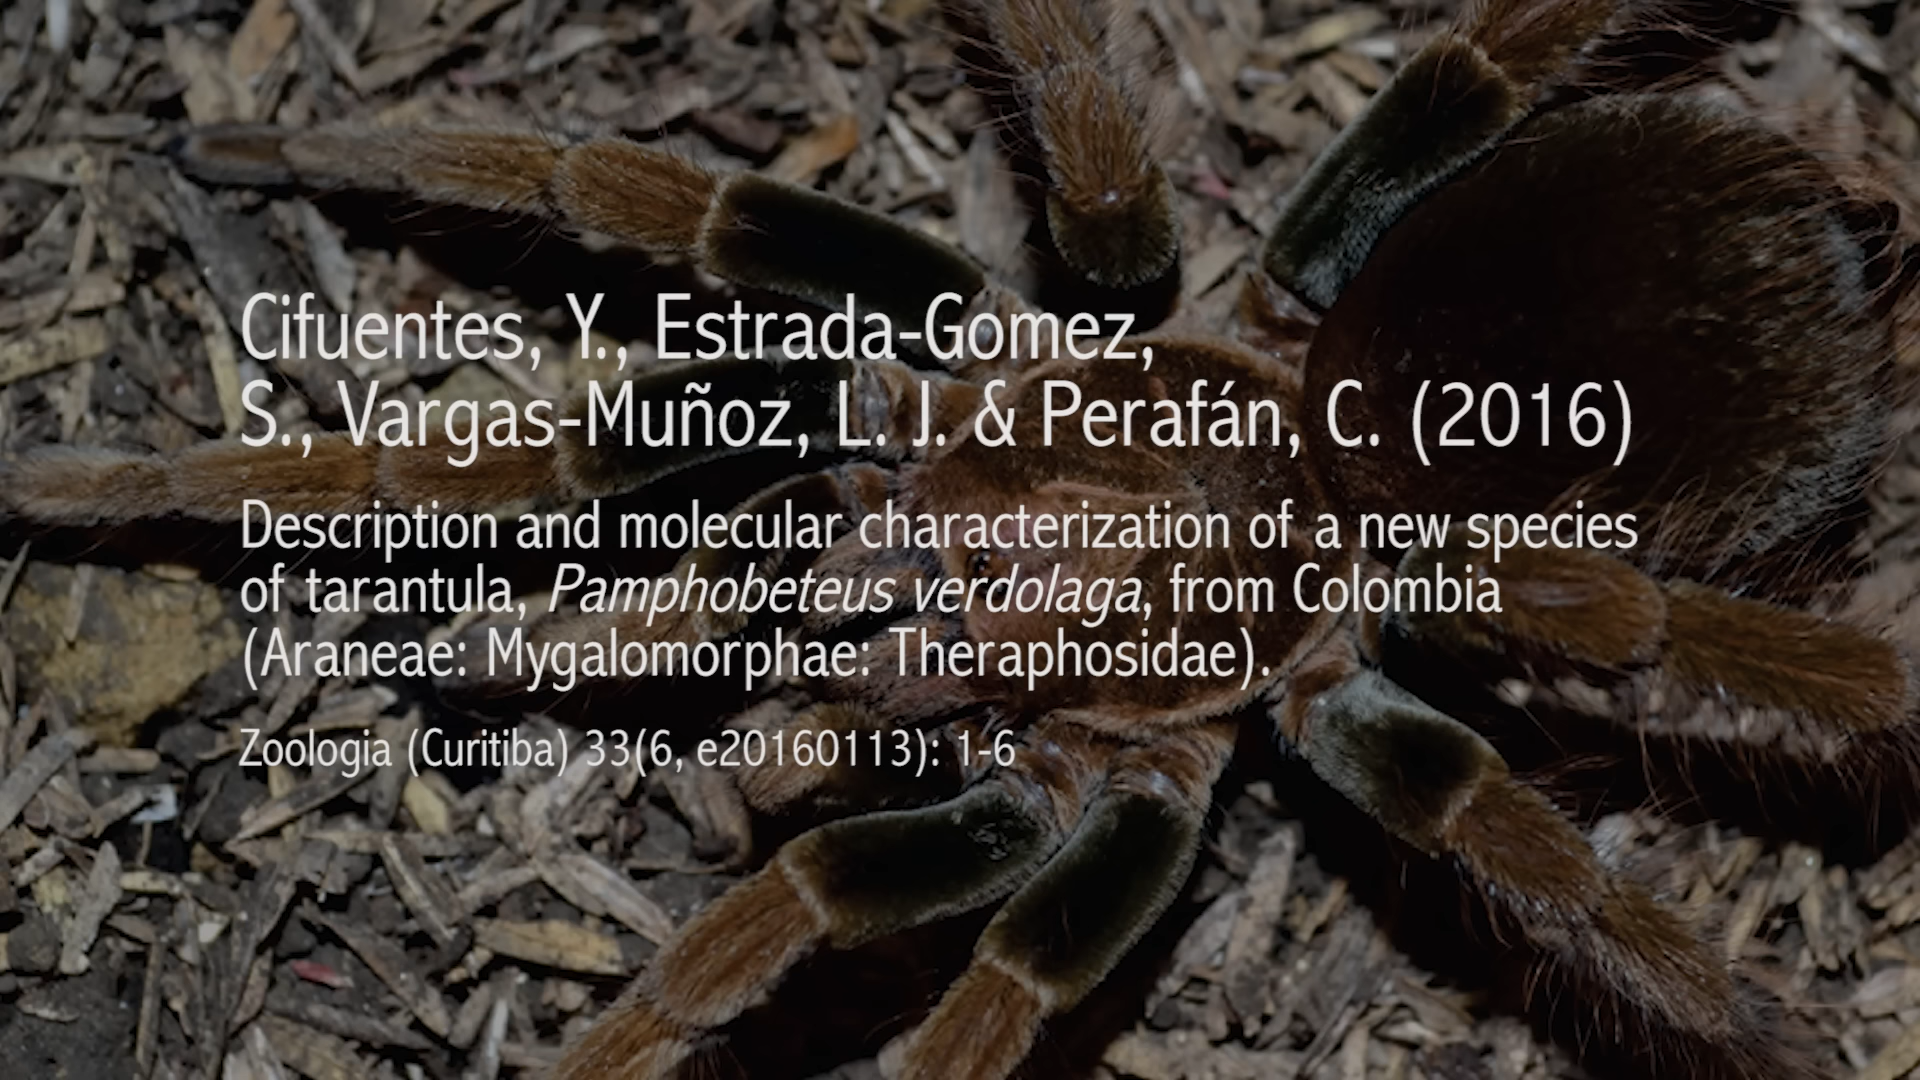 Cifuentes, Y., Estrada-Gomez,
S., Vargas-Muñoz, L. J. & Perafán, C. (2016)
Description and molecular characterization of a new species
of tarantula, Pamphobeteus verdolaga, from Colombia
(Araneae: Mygalomorphae: Theraphosidae).
Zoologia (Curitiba) 33(6, e20160113): 1-6